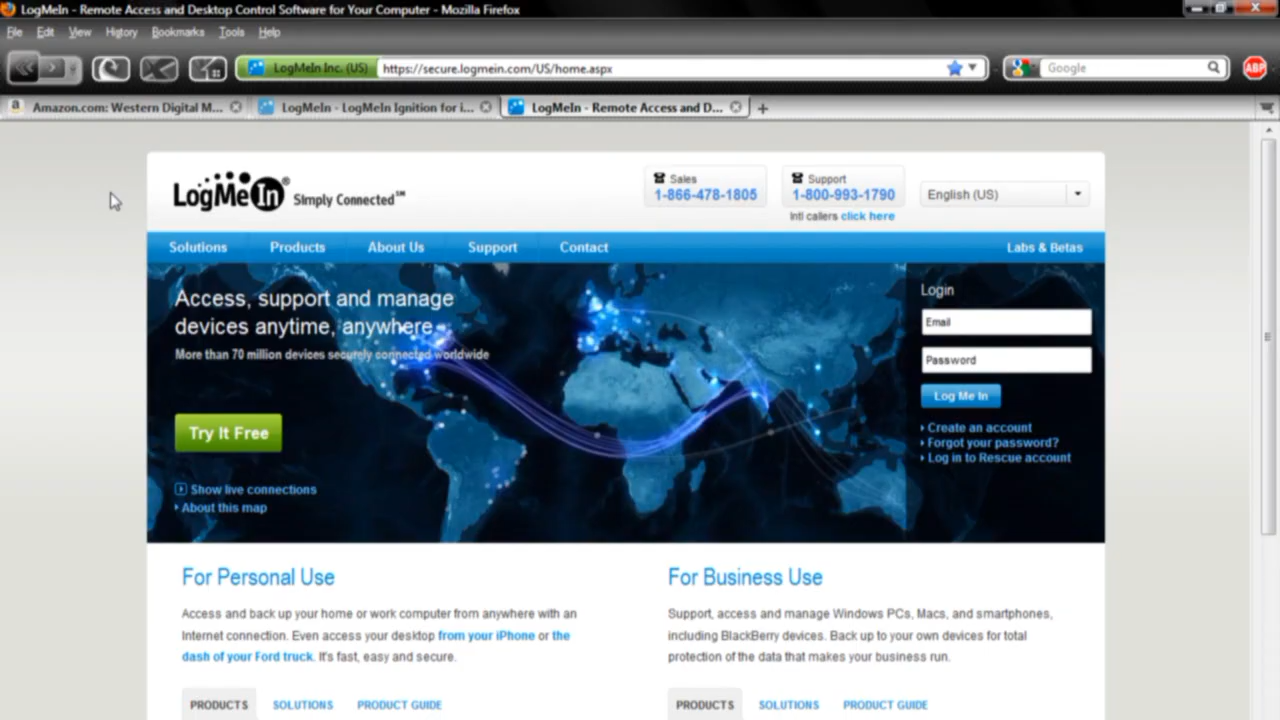 LogMeIn - Remote Access and Desktop Control Software for Your Computer - Mozilla Firefox
File Edit View History Bookmarks Tools Help
LogMeIn Inc. (US) https://secure.logmein.com/US/home.aspx Google ABP
Amazon.com: Western Digital M... LogMeIn - LogMeIn Ignition for i... LogMeIn - Remote Access and D...
LogMeIn® Simply Connected℠
Sales
1-866-478-1805
Support
1-800-993-1790
Intl callers click here
English (US)
Solutions Products About Us Support Contact Labs & Betas
Access, support and manage
devices anytime, anywhere
More than 70 million devices securely connected worldwide
Try It Free
Show live connections
About this map
Login
Email
Password
Log Me In
Create an account
Forgot your password?
Log in to Rescue account
For Personal Use
Access and back up your home or work computer from anywhere with an
Internet connection. Even access your desktop from your iPhone or the
dash of your Ford truck. It's fast, easy and secure.
PRODUCTS SOLUTIONS PRODUCT GUIDE
For Business Use
Support, access and manage Windows PCs, Macs, and smartphones,
including BlackBerry devices. Back up to your own devices for total
protection of the data that makes your business run.
PRODUCTS SOLUTIONS PRODUCT GUIDE